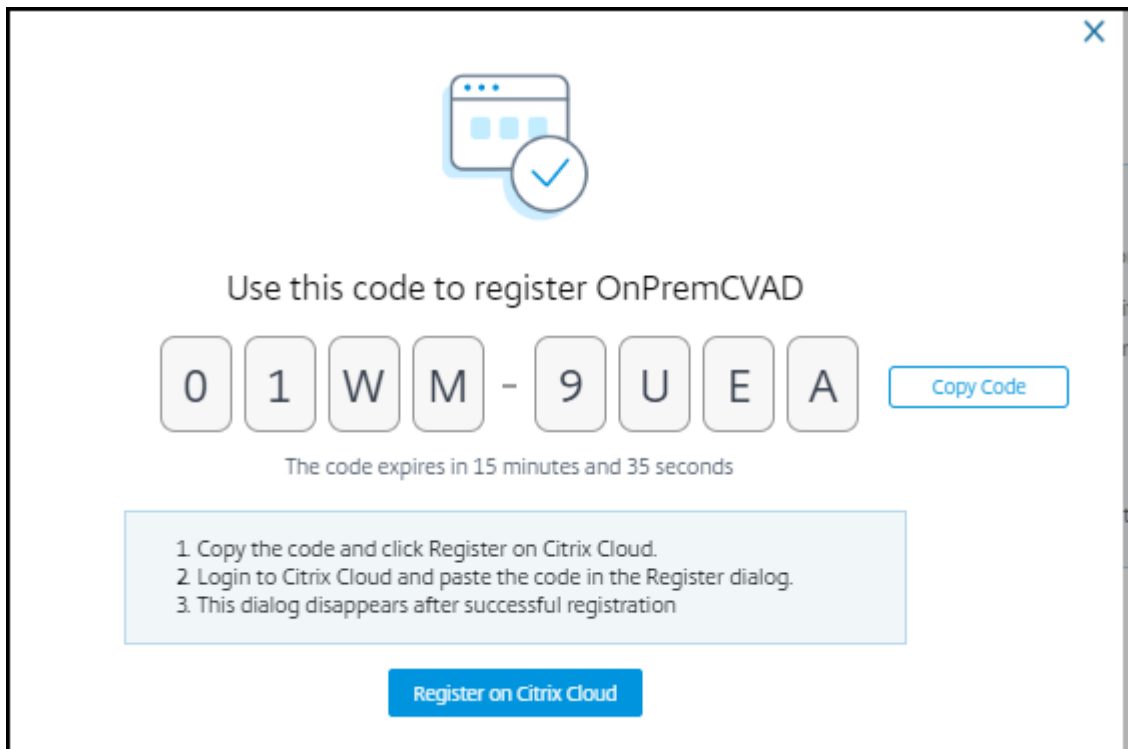 Use this code to register OnPremCVAD
0 1 W M - 9 U E A
Copy Code
The code expires in 15 minutes and 35 seconds
1. Copy the code and click Register on Citrix Cloud.
2. Login to Citrix Cloud and paste the code in the Register dialog.
3. This dialog disappears after successful registration
Register on Citrix Cloud